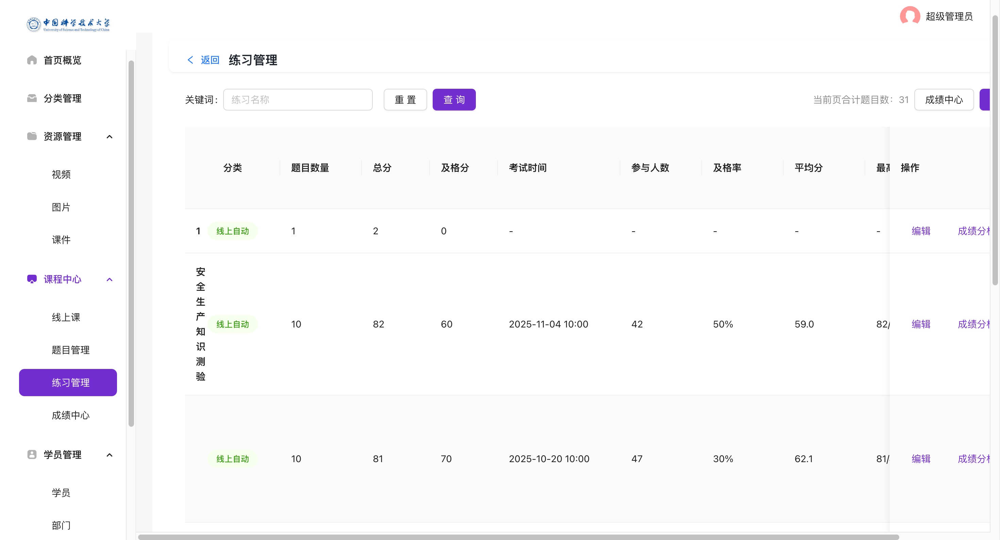 中国科学技术大学
University of Science and Technology of China
超级管理员
首页概览
分类管理
资源管理
视频
图片
课件
课程中心
线上课
题目管理
练习管理
成绩中心
学员管理
学员
部门
返回 练习管理
关键词： 练习名称 重置 查询 当前页合计题目数：31 成绩中心
分类 题目数量 总分 及格分 考试时间 参与人数 及格率 平均分 最高 操作
1 线上自动 1 2 0 - - - - - 编辑 成绩分析
安全生产知识测验 线上自动 10 82 60 2025-11-04 10:00 42 50% 59.0 82/ 编辑 成绩分析
线上自动 10 81 70 2025-10-20 10:00 47 30% 62.1 81/ 编辑 成绩分析